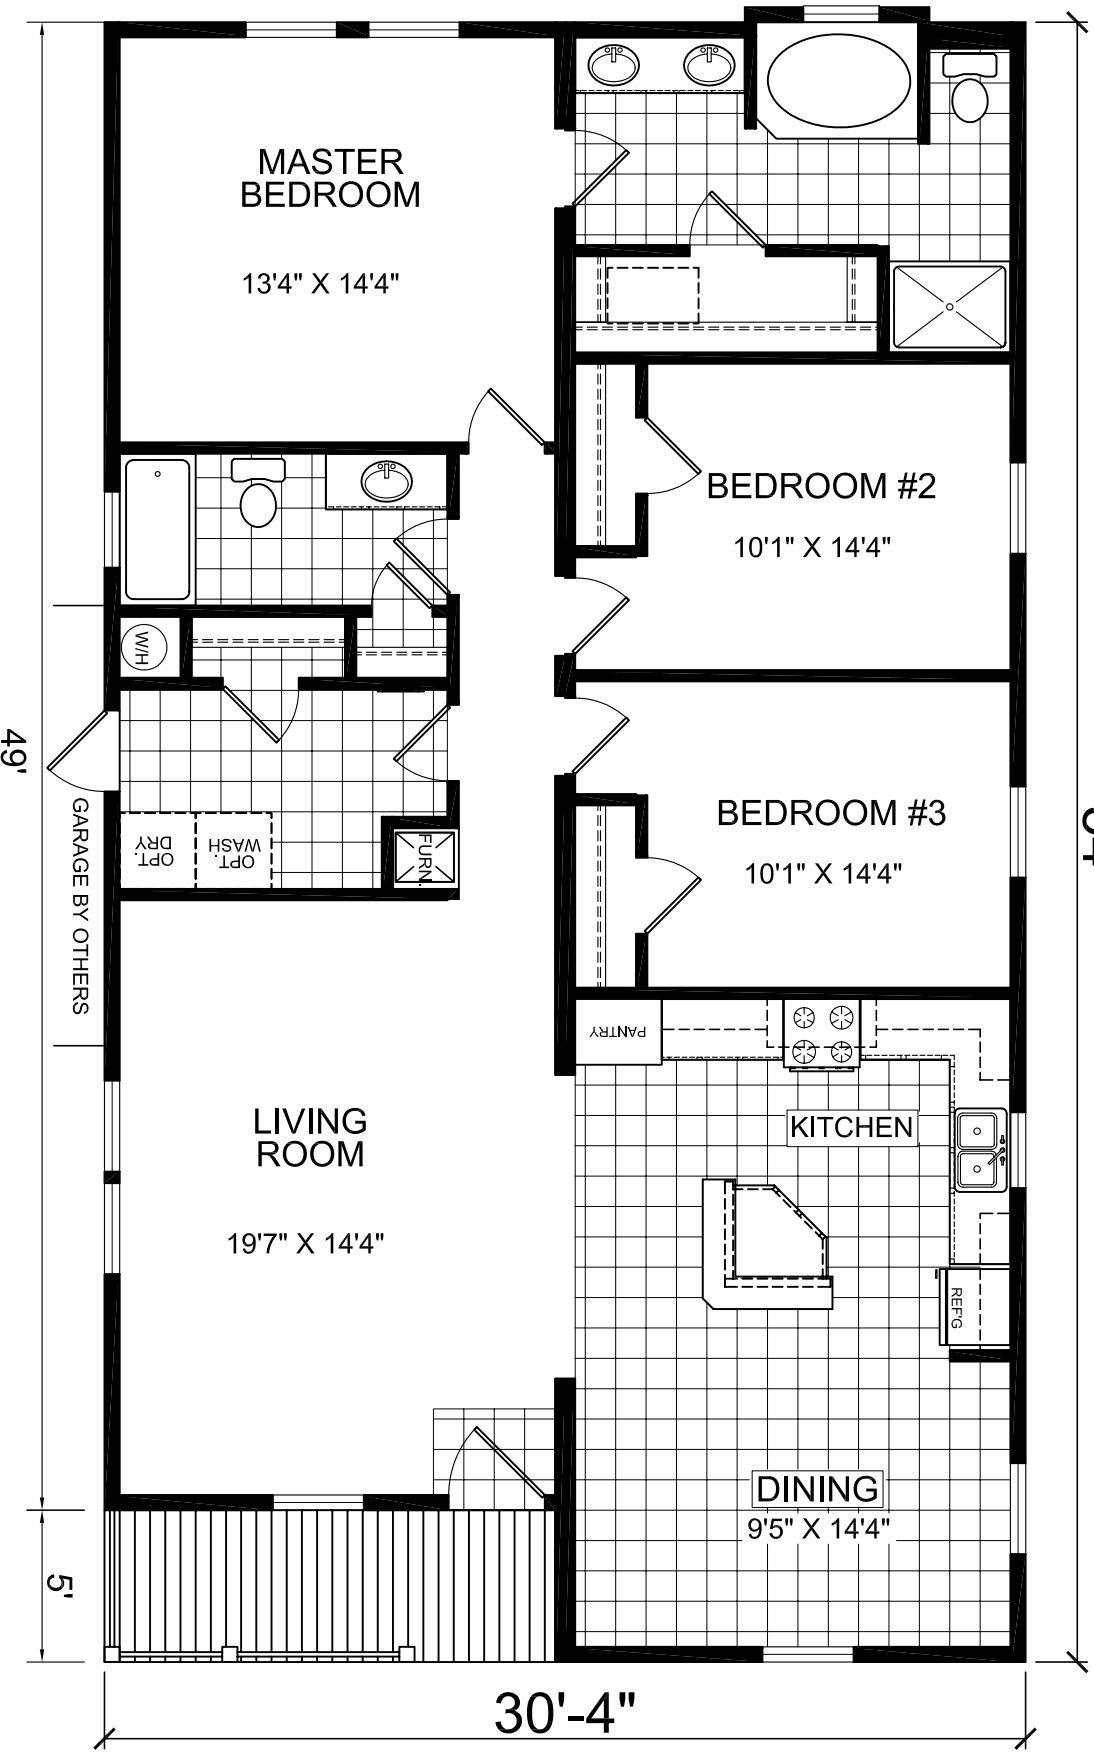 MASTER
BEDROOM
13'4" X 14'4"
BEDROOM #2
10'1" X 14'4"
W/H
49'
GARAGE BY OTHERS
OPT.
DRY
OPT.
WASH
FURN.
BEDROOM #3
10'1" X 14'4"
PANTRY
KITCHEN
LIVING
ROOM
19'7" X 14'4"
REF'G
DINING
9'5" X 14'4"
5'
30'-4"